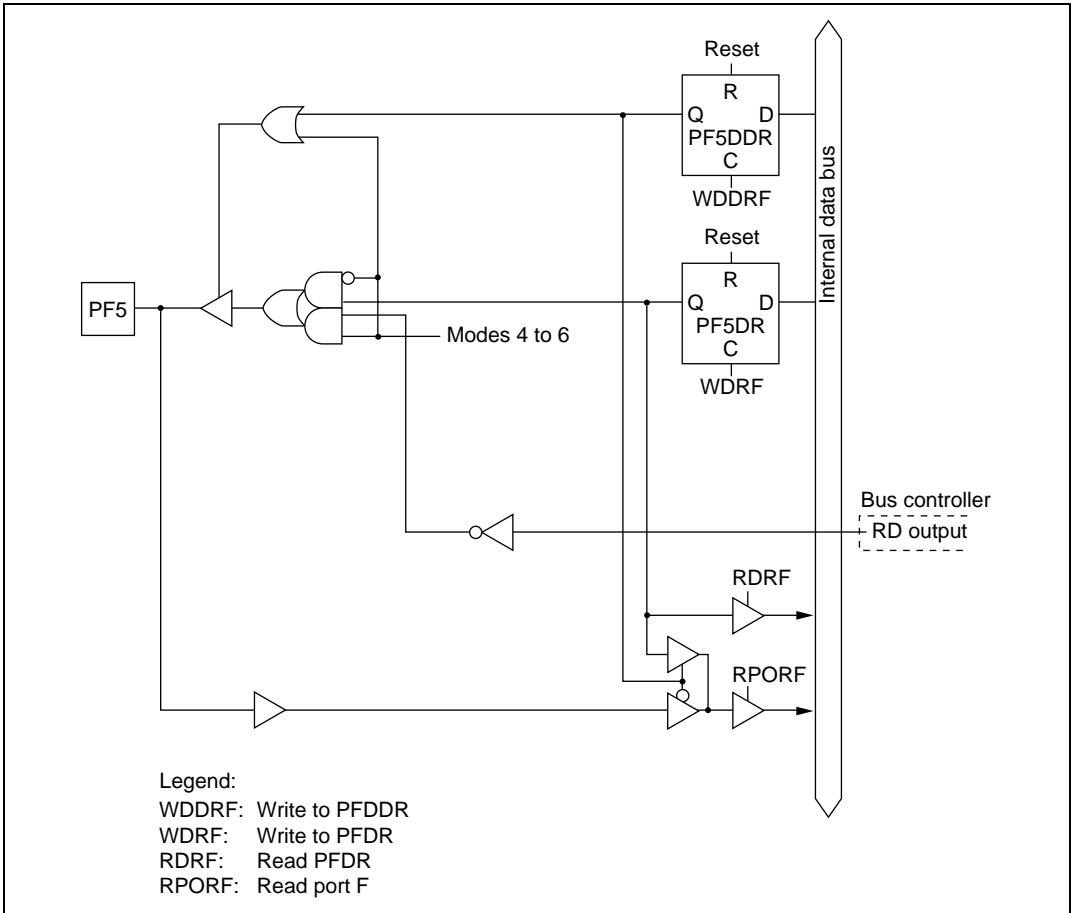 Reset
R
Q D
PF5DDR
C
WDDRF
Reset
R
Q D
PF5DR
C
WDRF
Internal data bus
PF5
Modes 4 to 6
Bus controller
RD output
RDRF
RPORF
Legend:
WDDRF: Write to PFDDR
WDRF: Write to PFDR
RDRF: Read PFDR
RPORF: Read port F